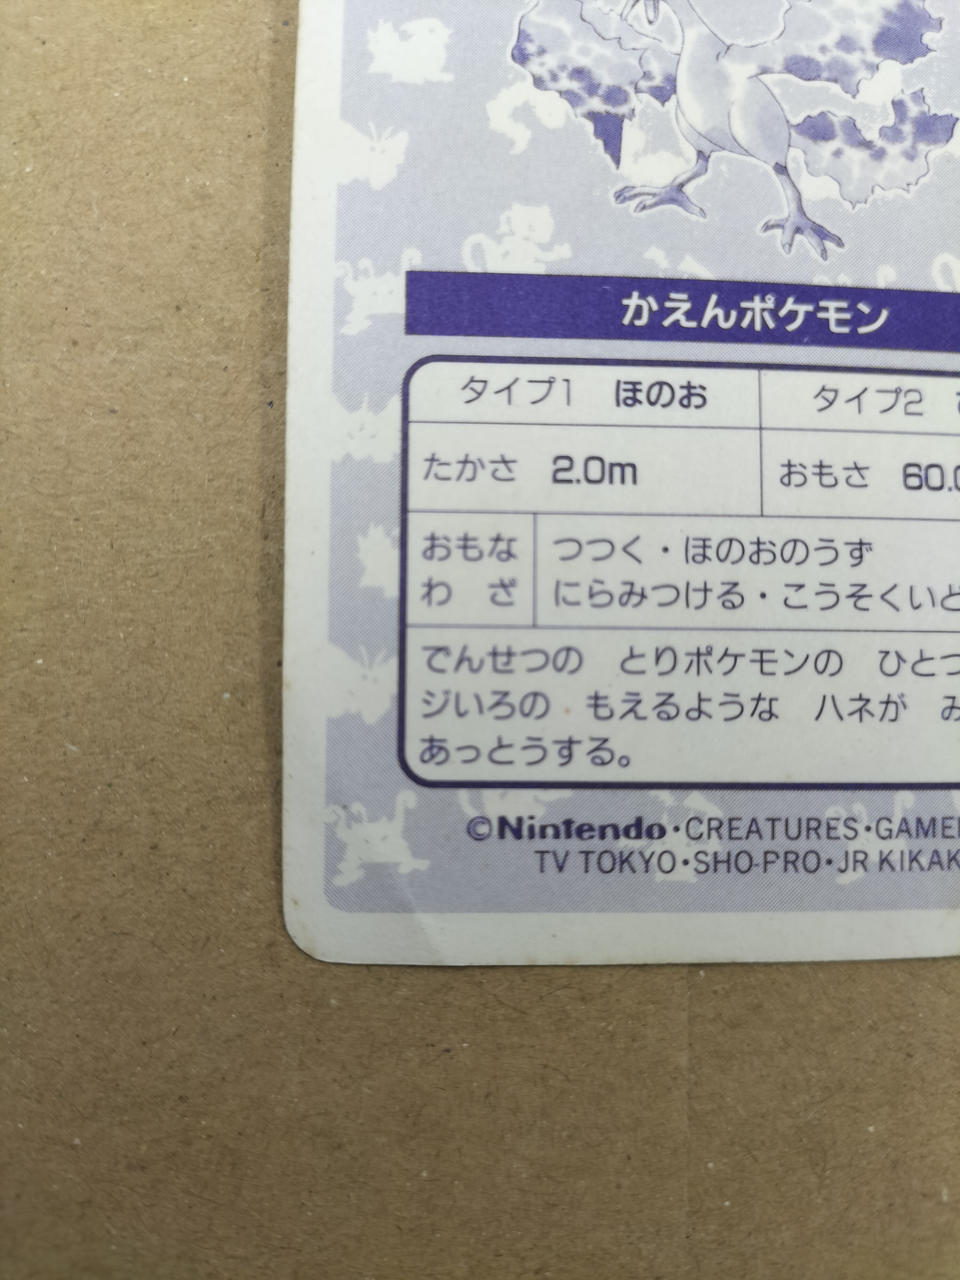 かえんポケモン
タイプ1　ほのお　タイプ2
たかさ　2.0m　おもさ　60.0
おもな　つつく・ほのおのうず
わ　ざ　にらみつける・こうそくいど
でんせつの　とりポケモンの　ひとつ
ジいろの　もえるような　ハネが　み
あっとうする。
©Nintendo・CREATURES・GAME
TV TOKYO・SHO-PRO・JR KIKAK